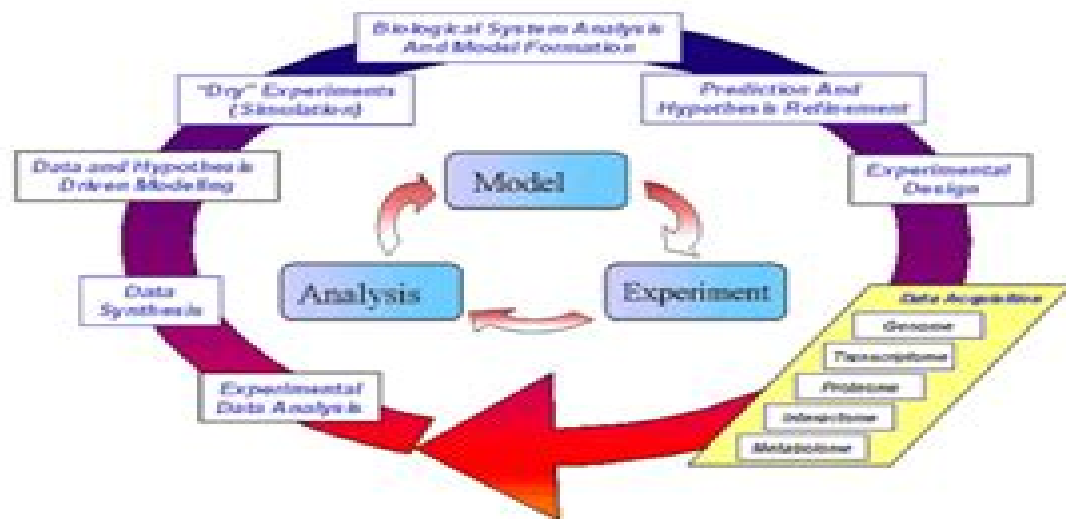 Biological System Analysis
And Model Formation
"Dry" Experiments
(Simulation)
Prediction And
Hypothesis Refinement
Data and Hypothesis
Driven Modelling
Experimental
Design
Model
Analysis
Experiment
Data
Synthesis
Data Acquisition
Genome
Transcriptome
Proteome
Interactome
Metabolome
Experimental
Data Analysis